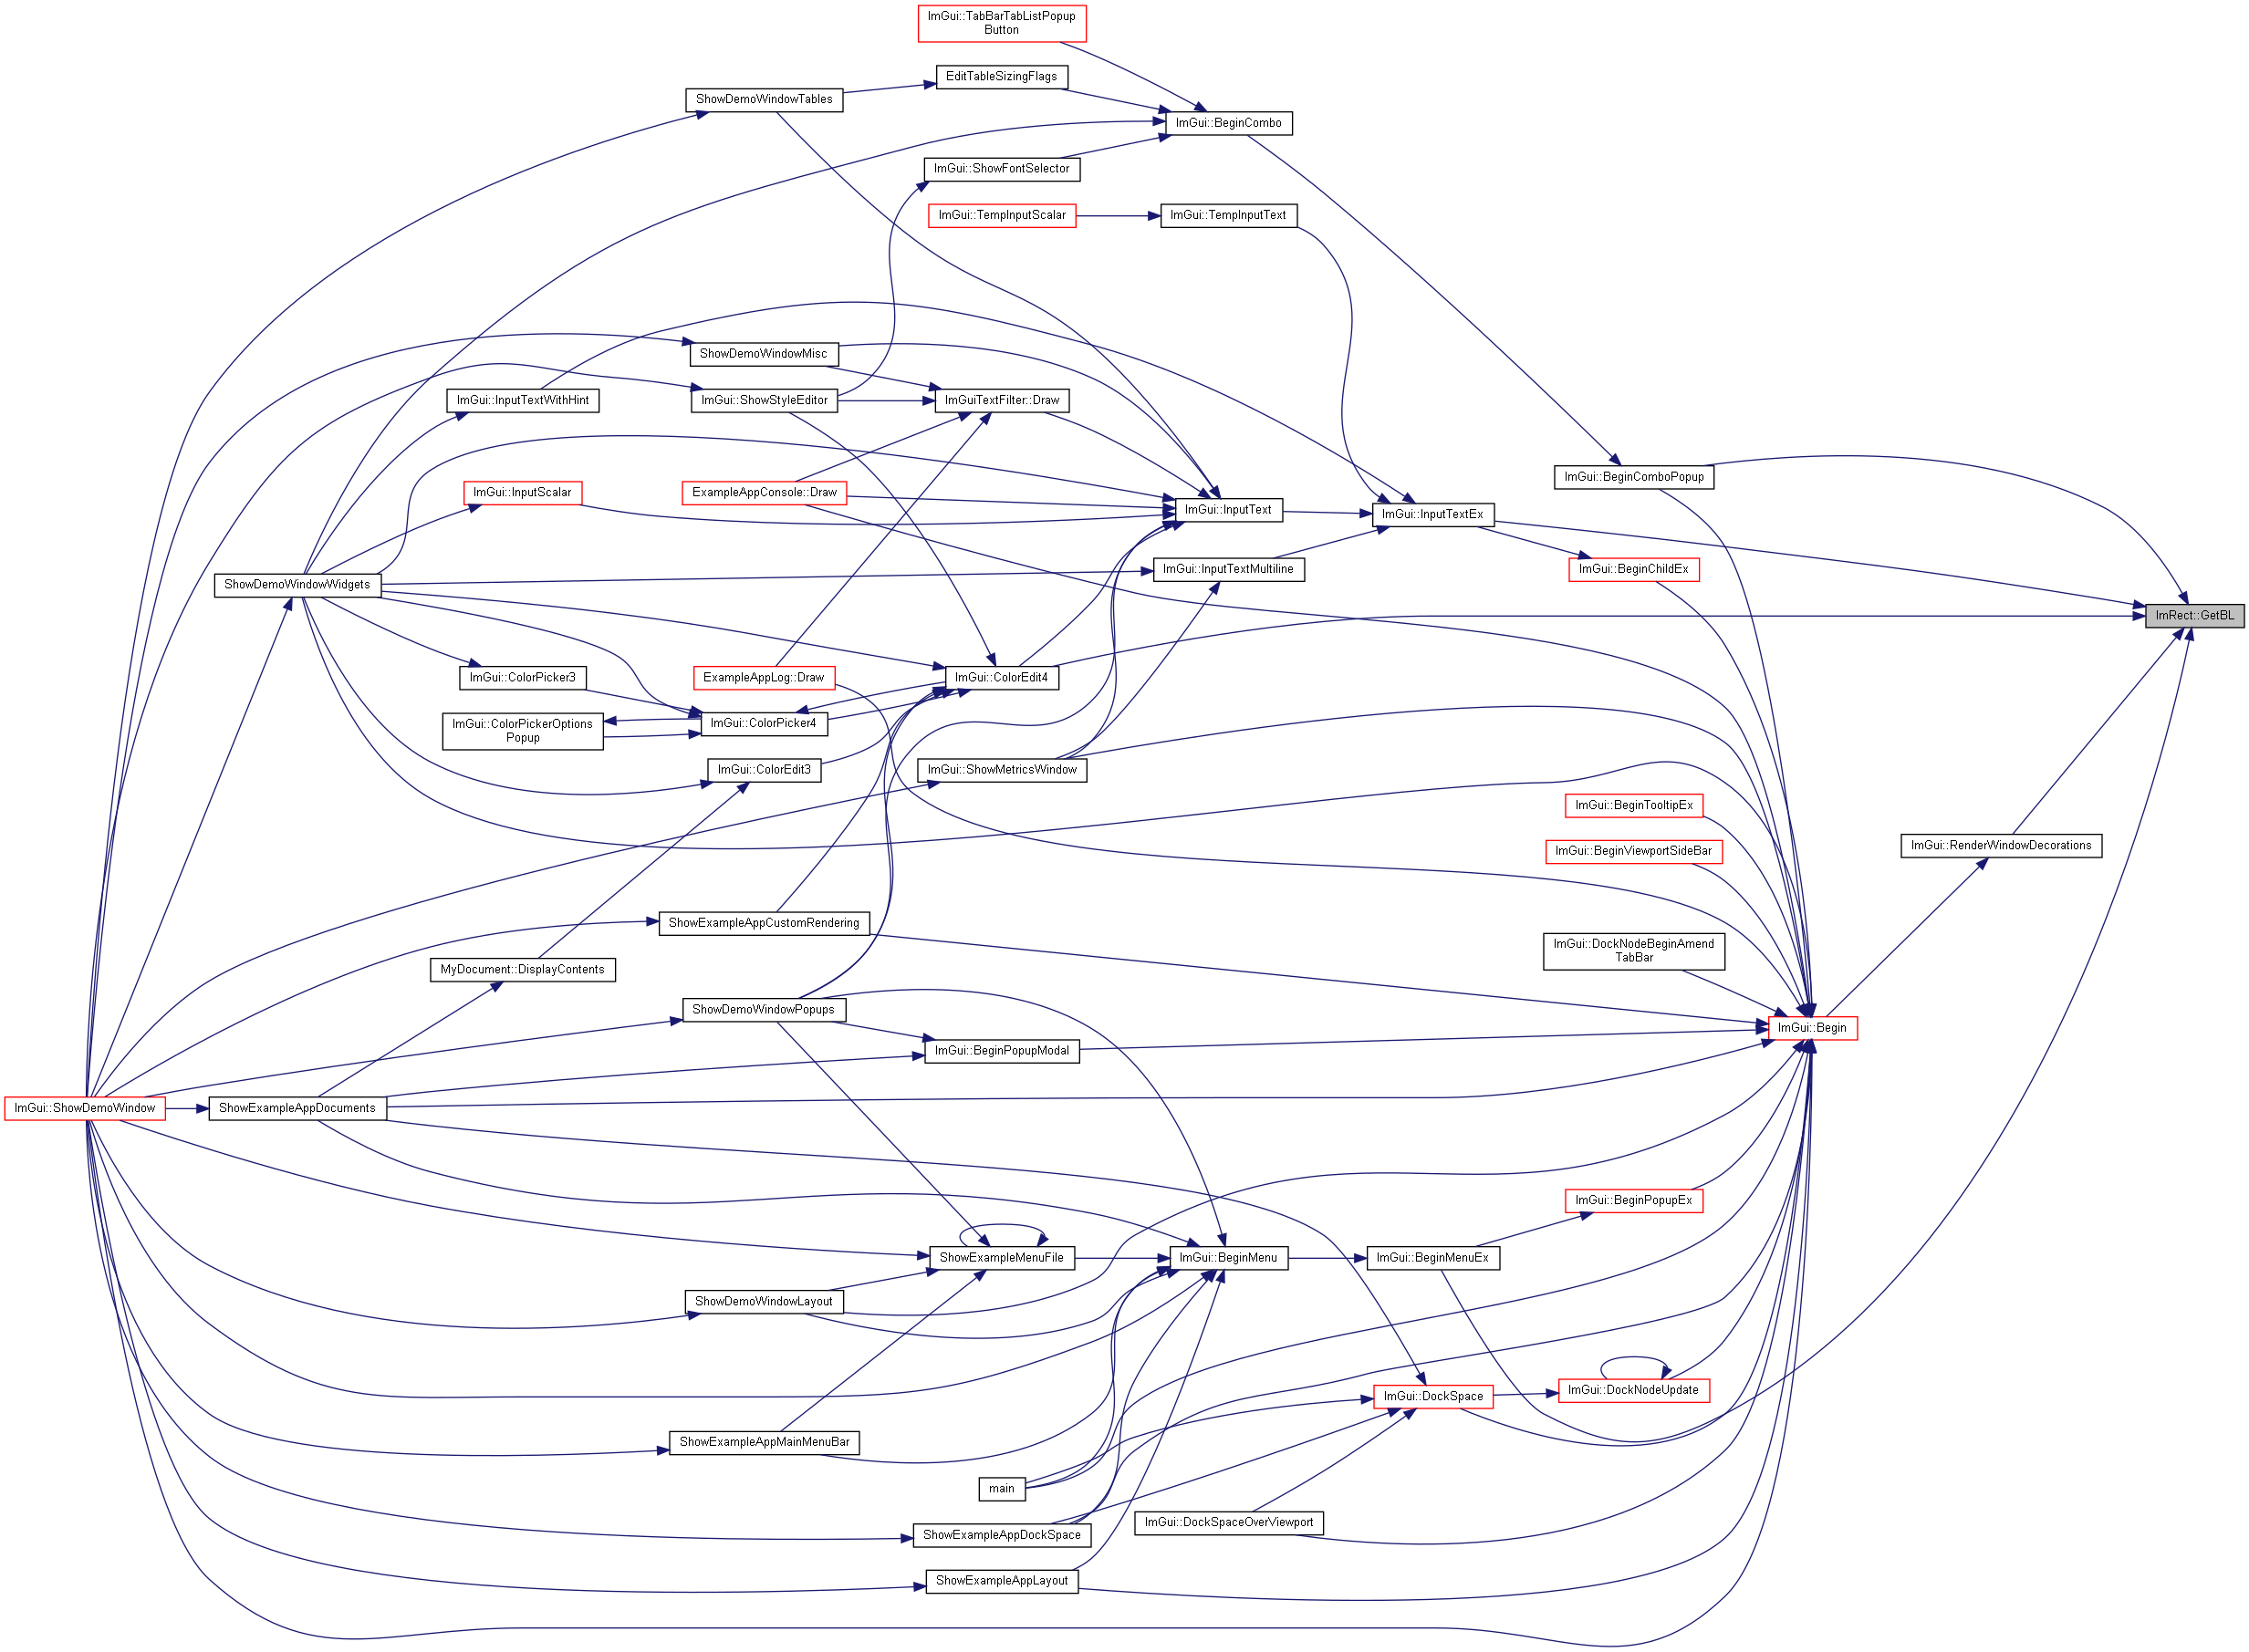 ImGui::TabBarTabListPopup
Button
EditTableSizingFlags
ShowDemoWindowTables
ImGui::BeginCombo
ImGui::ShowFontSelector
ImGui::TempInputScalar
ImGui::TempInputText
ShowDemoWindowMisc
ImGui::InputTextWithHint
ImGui::ShowStyleEditor
ImGuiTextFilter::Draw
ImGui::BeginComboPopup
ImGui::InputScalar
ExampleAppConsole::Draw
ImGui::InputText
ImGui::InputTextEx
ImGui::InputTextMultiline
ImGui::BeginChildEx
ShowDemoWindowWidgets
ImRect::GetBL
ImGui::ColorPicker3
ExampleAppLog::Draw
ImGui::ColorEdit4
ImGui::ColorPickerOptions
Popup
ImGui::ColorPicker4
ImGui::ColorEdit3
ImGui::ShowMetricsWindow
ImGui::BeginTooltipEx
ImGui::BeginViewportSideBar
ImGui::RenderWindowDecorations
ShowExampleAppCustomRendering
ImGui::DockNodeBeginAmend
TabBar
MyDocument::DisplayContents
ShowDemoWindowPopups
ImGui::Begin
ImGui::BeginPopupModal
ImGui::ShowDemoWindow
ShowExampleAppDocuments
ImGui::BeginPopupEx
ShowExampleMenuFile
ImGui::BeginMenu
ImGui::BeginMenuEx
ShowDemoWindowLayout
ImGui::DockSpace
ImGui::DockNodeUpdate
ShowExampleAppMainMenuBar
main
ImGui::DockSpaceOverViewport
ShowExampleAppDockSpace
ShowExampleAppLayout